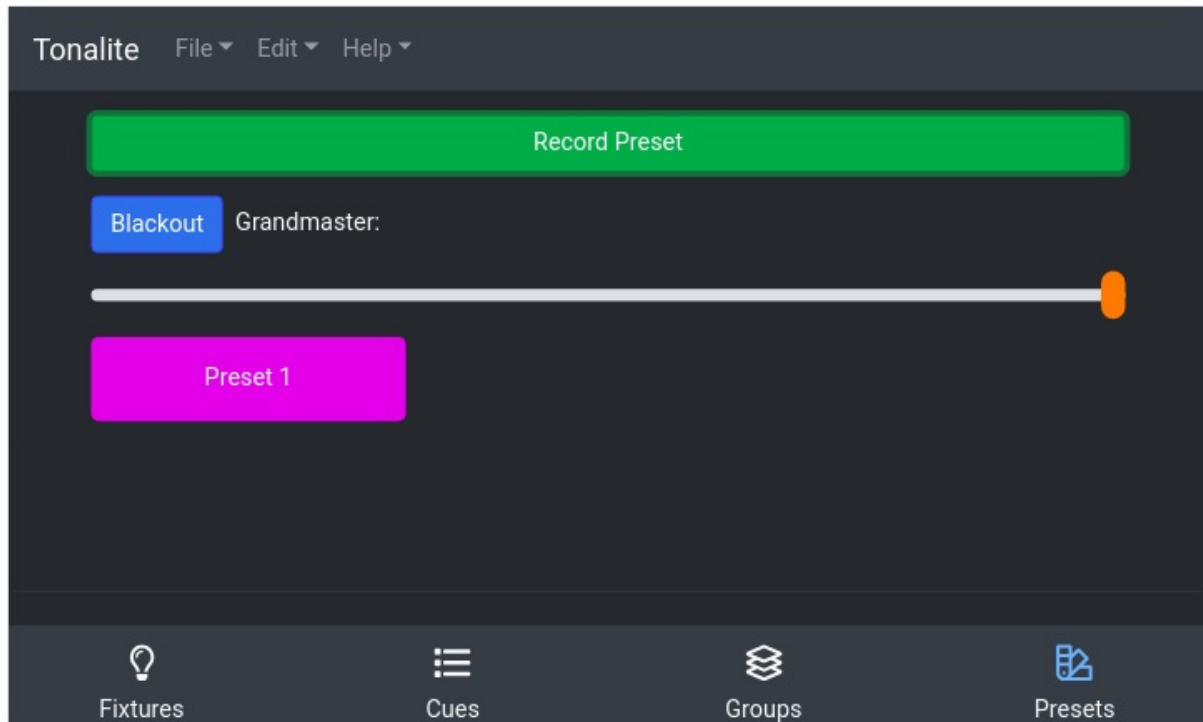 Tonalite File Edit Help
Record Preset
Blackout Grandmaster:
Preset 1
Fixtures Cues Groups Presets